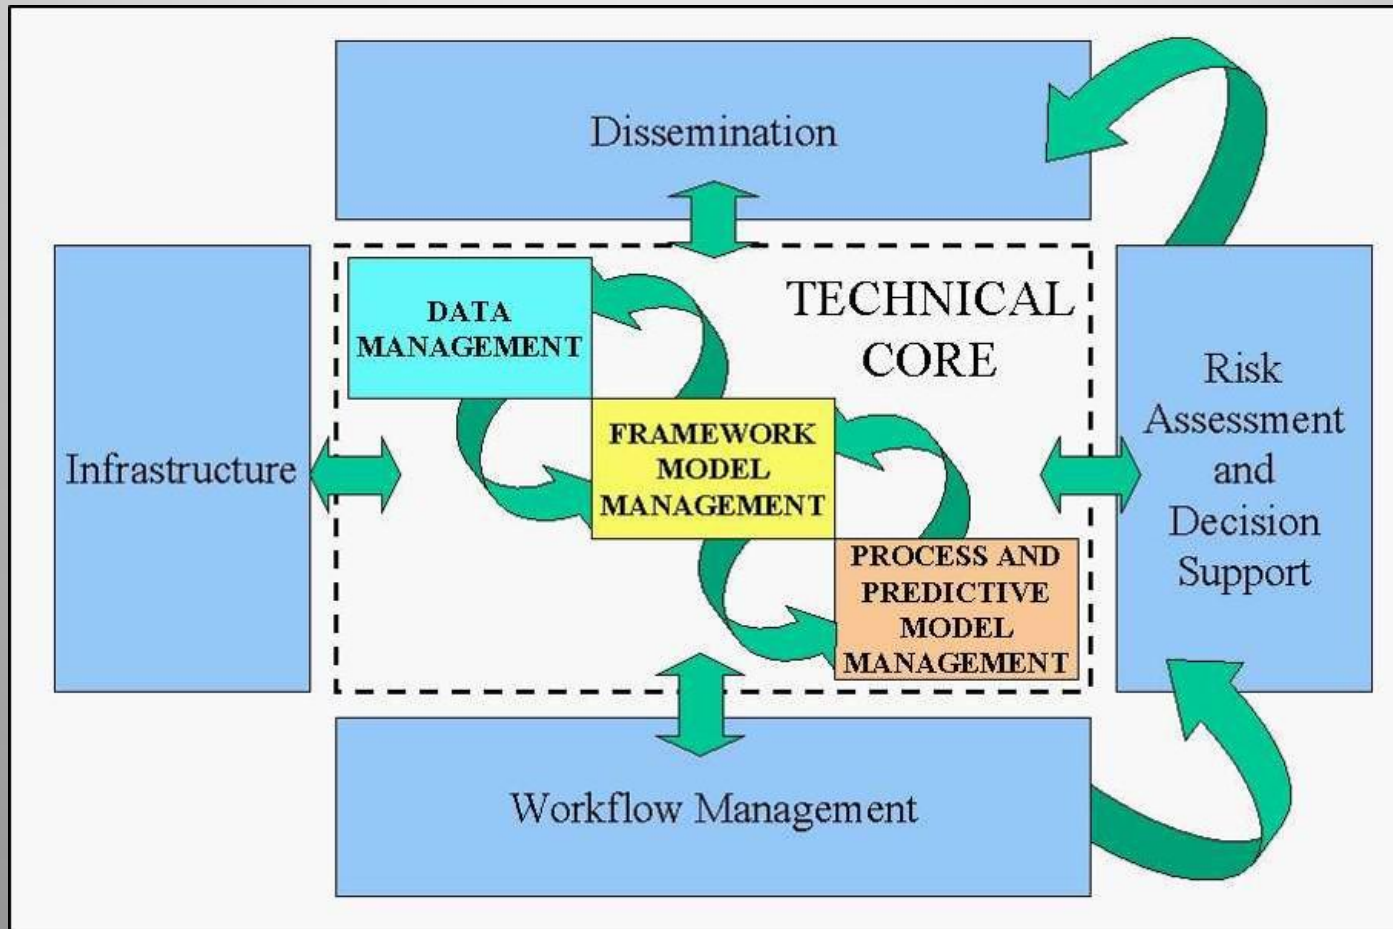 Dissemination
TECHNICAL
CORE
DATA
MANAGEMENT
FRAMEWORK
MODEL
MANAGEMENT
PROCESS AND
PREDICTIVE
MODEL
MANAGEMENT
Infrastructure
Risk
Assessment
and
Decision
Support
Workflow Management